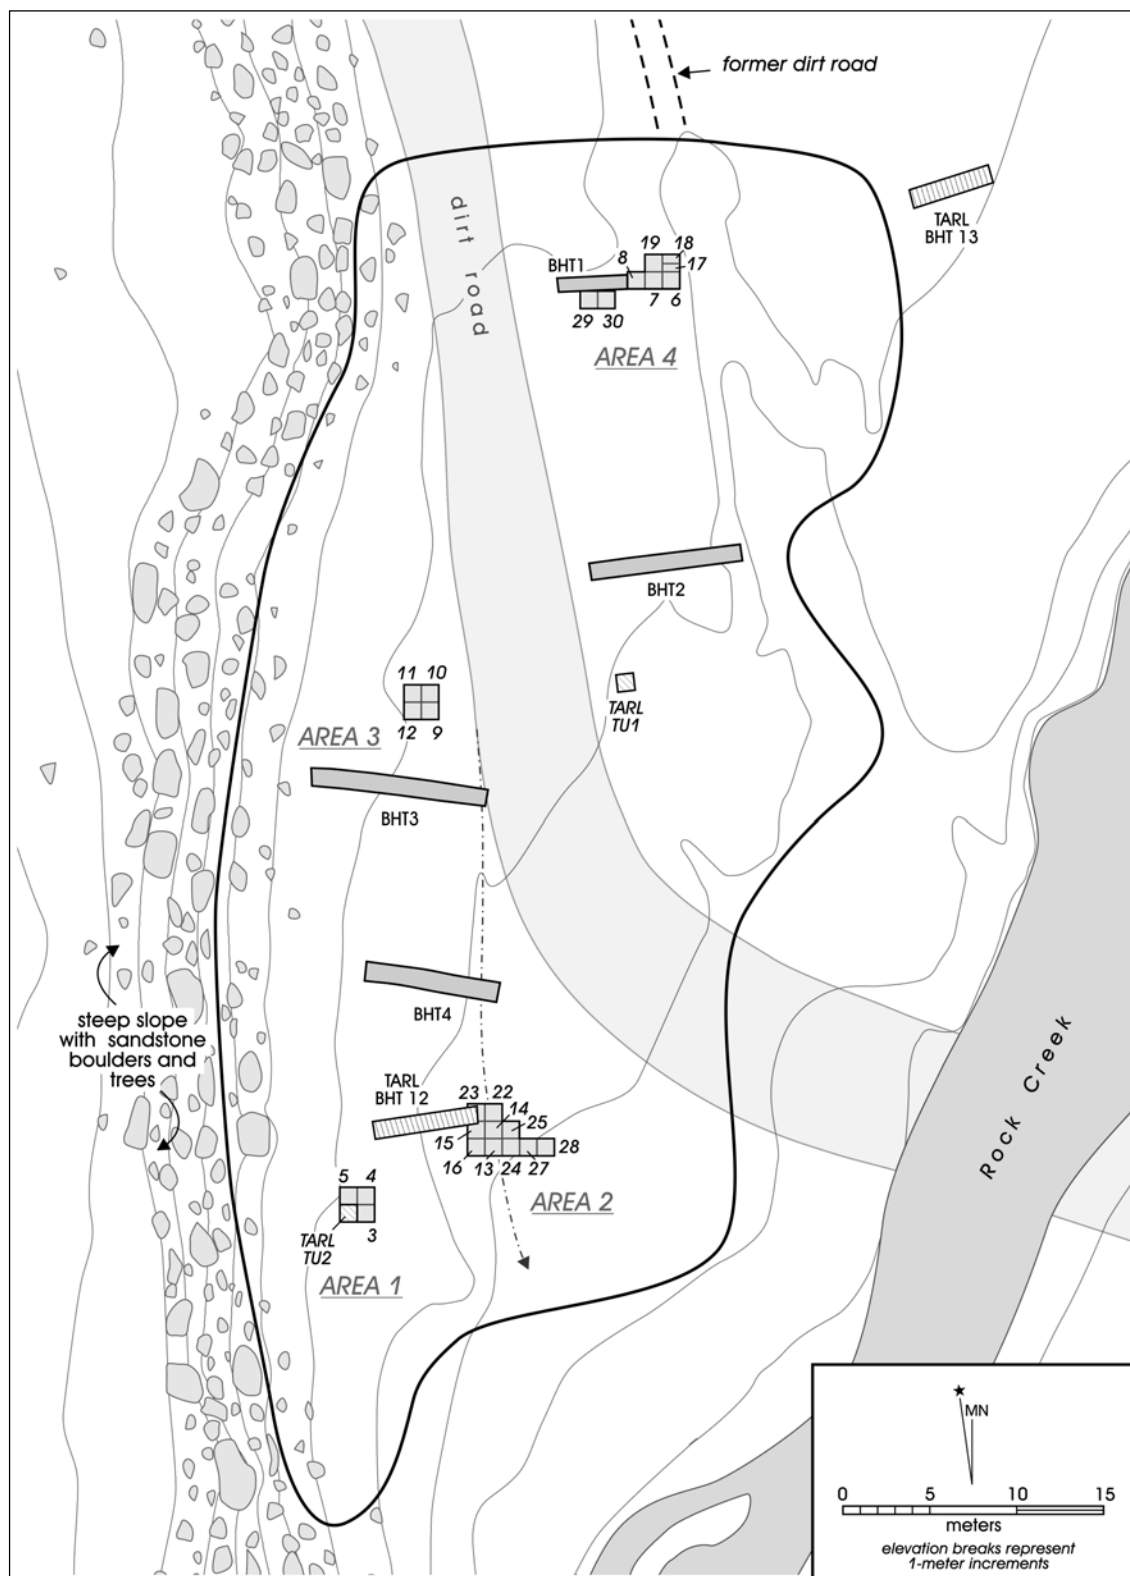 former dirt road
dirt road
TARL
BHT 13
19 18
8
17
BHT1
7 6
29 30
AREA 4
BHT2
11 10
TARL
TU1
12 9
AREA 3
BHT3
steep slope
with sandstone
boulders and
trees
BHT4
Rock Creek
TARL
BHT 12
23 22
14
25
15
28
16 13 24 27
5 4
AREA 2
3
TARL
TU2
AREA 1
MN
0 5 10 15
meters
elevation breaks represent
1-meter increments